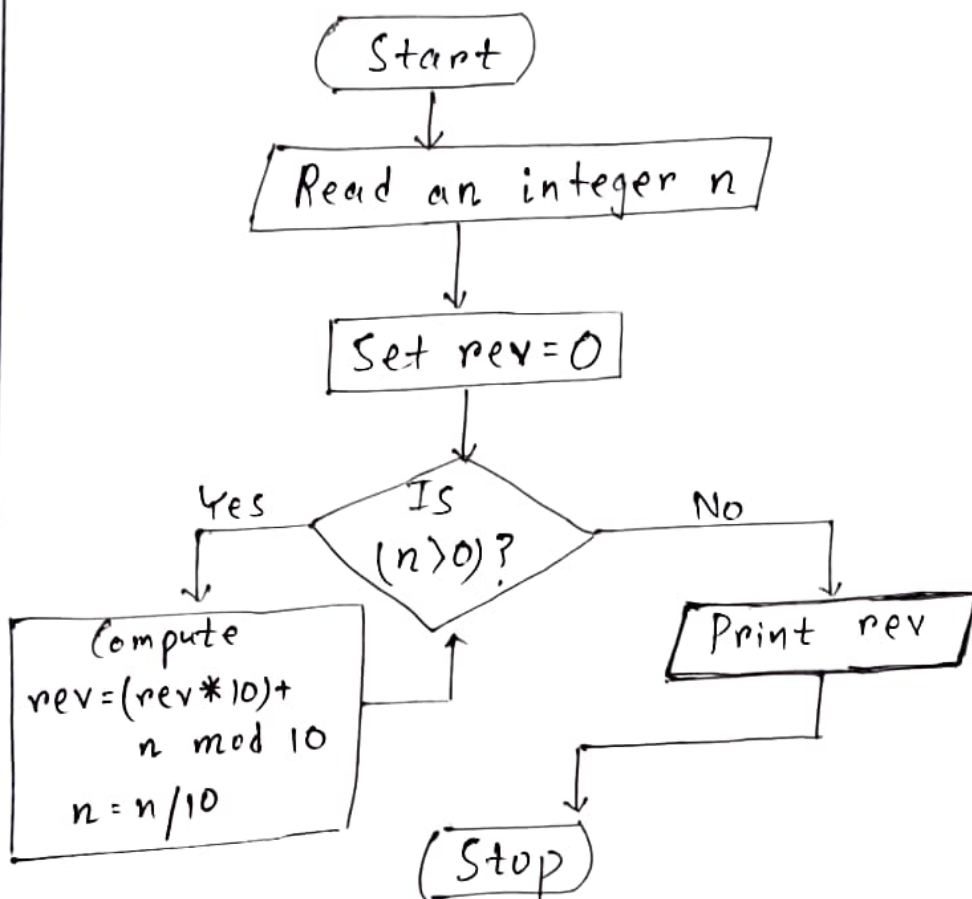 Start
Read an integer n
Set rev=0
Is
(n>0)?
Yes
No
Compute
rev=(rev*10)+
n mod 10
n=n/10
Print rev
Stop